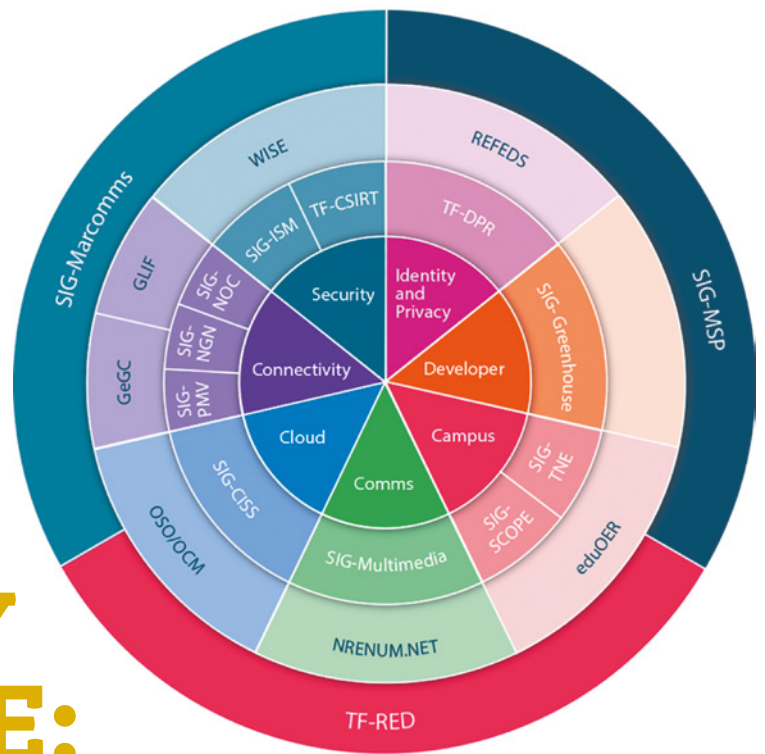 SIG-Marcomms
SIG-MSP
TF-RED
WISE
REFEDS
eduOER
NRENUM.NET
OSO/OCM
GeGC
GLIF
SIG-ISM
TF-CSIRT
TF-DPR
SIG- Greenhouse
SIG-
TNE
SIG-
SCOPE
SIG-Multimedia
SIG-CISS
SIG-
PMV
SIG-
NGN
SIG-
NOC
Security
Identity
and
Privacy
Developer
Campus
Comms
Cloud
Connectivity
E: